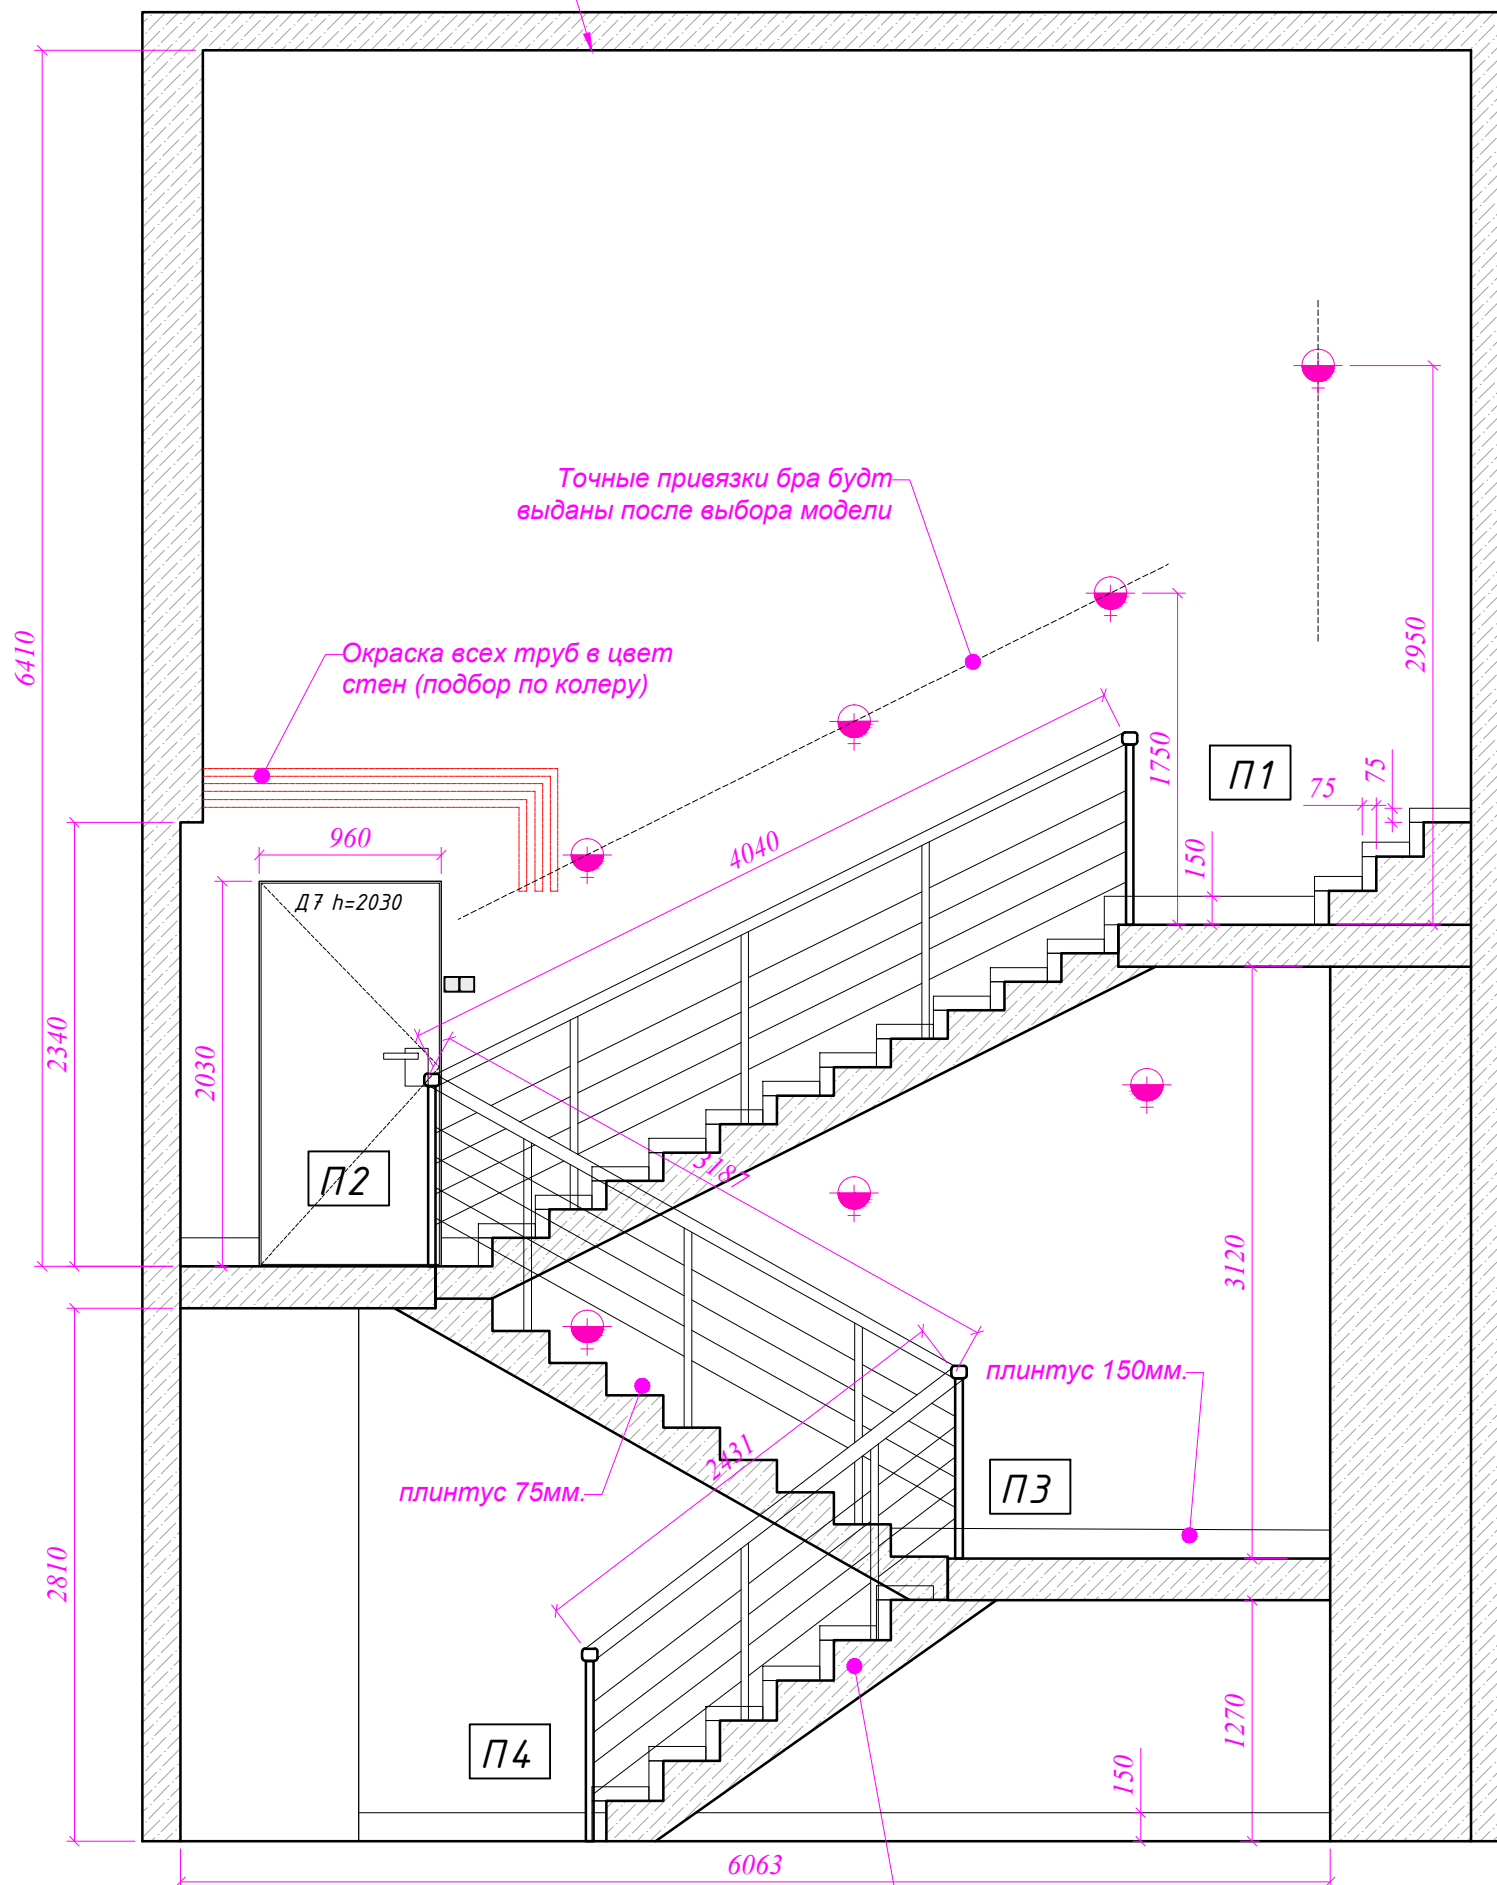 Точные привязки бра будт
выданы после выбора модели
2950
6410
Окраска всех труб в цвет
стен (подбор по колеру)
1750
П1
75
75
960
4040
150
Д7 h=2030
2340
2030
П2
3187
3120
плинтус 150мм.
2431
плинтус 75мм.
П3
2810
1270
П4
150
6063